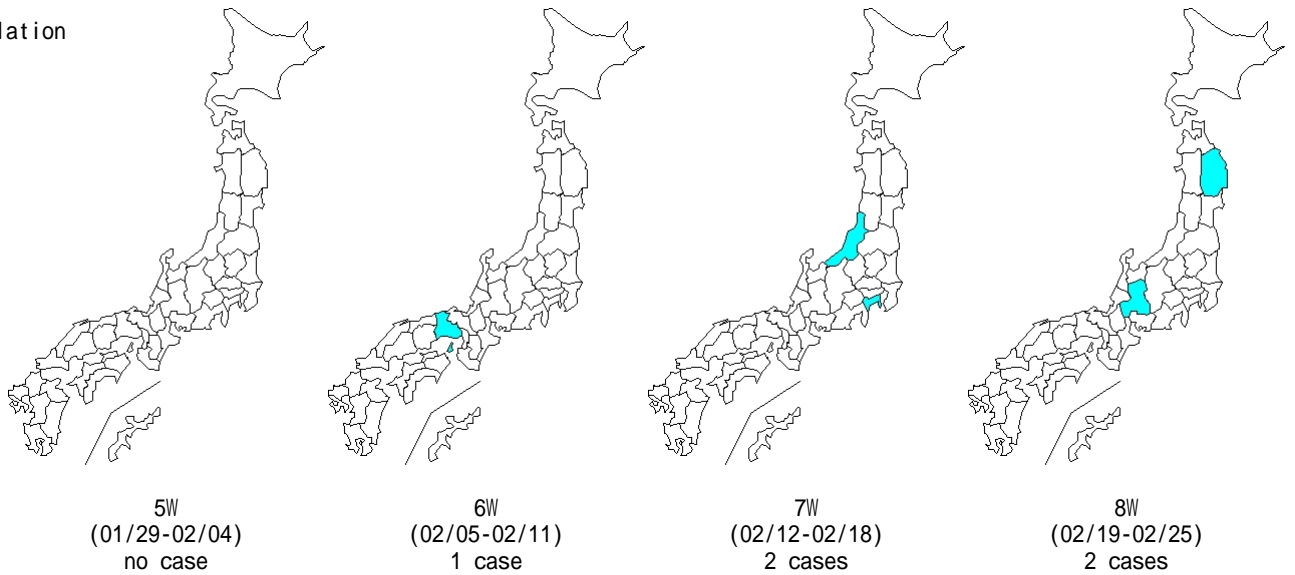 lation
5W
(01/29-02/04)
no case
6W
(02/05-02/11)
1 case
7W
(02/12-02/18)
2 cases
8W
(02/19-02/25)
2 cases